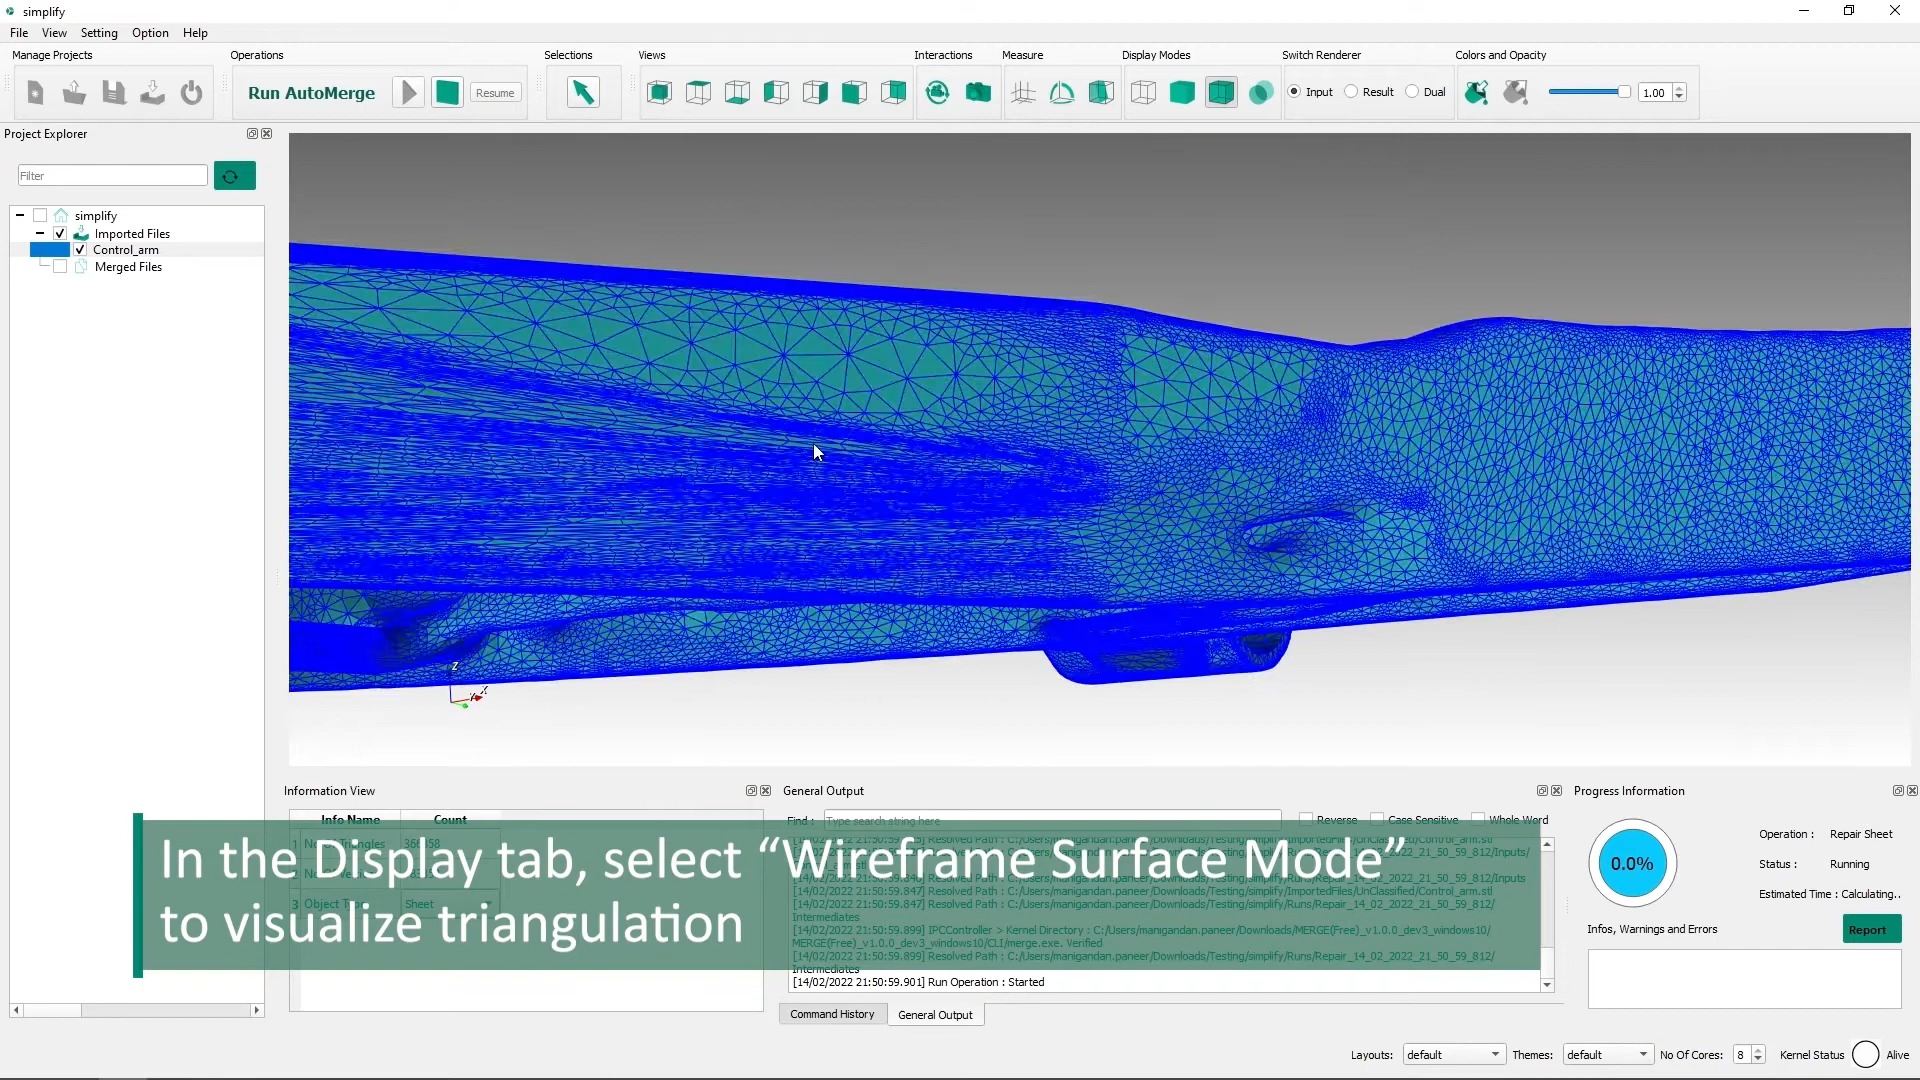 simplify
File View Setting Option Help
Manage Projects Operations Selections Views Interactions Measure Display Modes Switch Renderer Colors and Opacity
Run AutoMerge Resume Input Result Dual 1.00
Project Explorer
Filter
simplify
Imported Files
Control_arm
Merged Files
Z
X
Information View
Info Name Count
3 Object Sheet
General Output
Find : Type search string here Reverse Case Sensitive Whole Word
[14/02/2022 21:50:59.847] Resolved Path : C:/Users/manigandan.paneer/Downloads/Testing/simplify/ImportedFiles/UnClassified/Control_arm.stl
[14/02/2022 21:50:59.847] Resolved Path : C:/Users/manigandan.paneer/Downloads/Testing/simplify/Runs/Repair_14_02_2022_21_50_59_812/
Intermediates
[14/02/2022 21:50:59.899] IPCController > Kernel Directory : C:/Users/manigandan.paneer/Downloads/MERGE(Free)_v1.0.0_dev3_windows10/
MERGE(Free)_v1.0.0_dev3_windows10/CLI/merge.exe. Verified
[14/02/2022 21:50:59.899] Resolved Path : C:/Users/manigandan.paneer/Downloads/Testing/simplify/Runs/Repair_14_02_2022_21_50_59_812/
Intermediates
[14/02/2022 21:50:59.901] Run Operation : Started
Command History General Output
In the Display tab, select “Wireframe Surface Mode”
to visualize triangulation
Progress Information
0.0%
Operation : Repair Sheet
Status : Running
Estimated Time : Calculating..
Infos, Warnings and Errors Report
Layouts: default Themes: default No Of Cores: 8 Kernel Status Alive